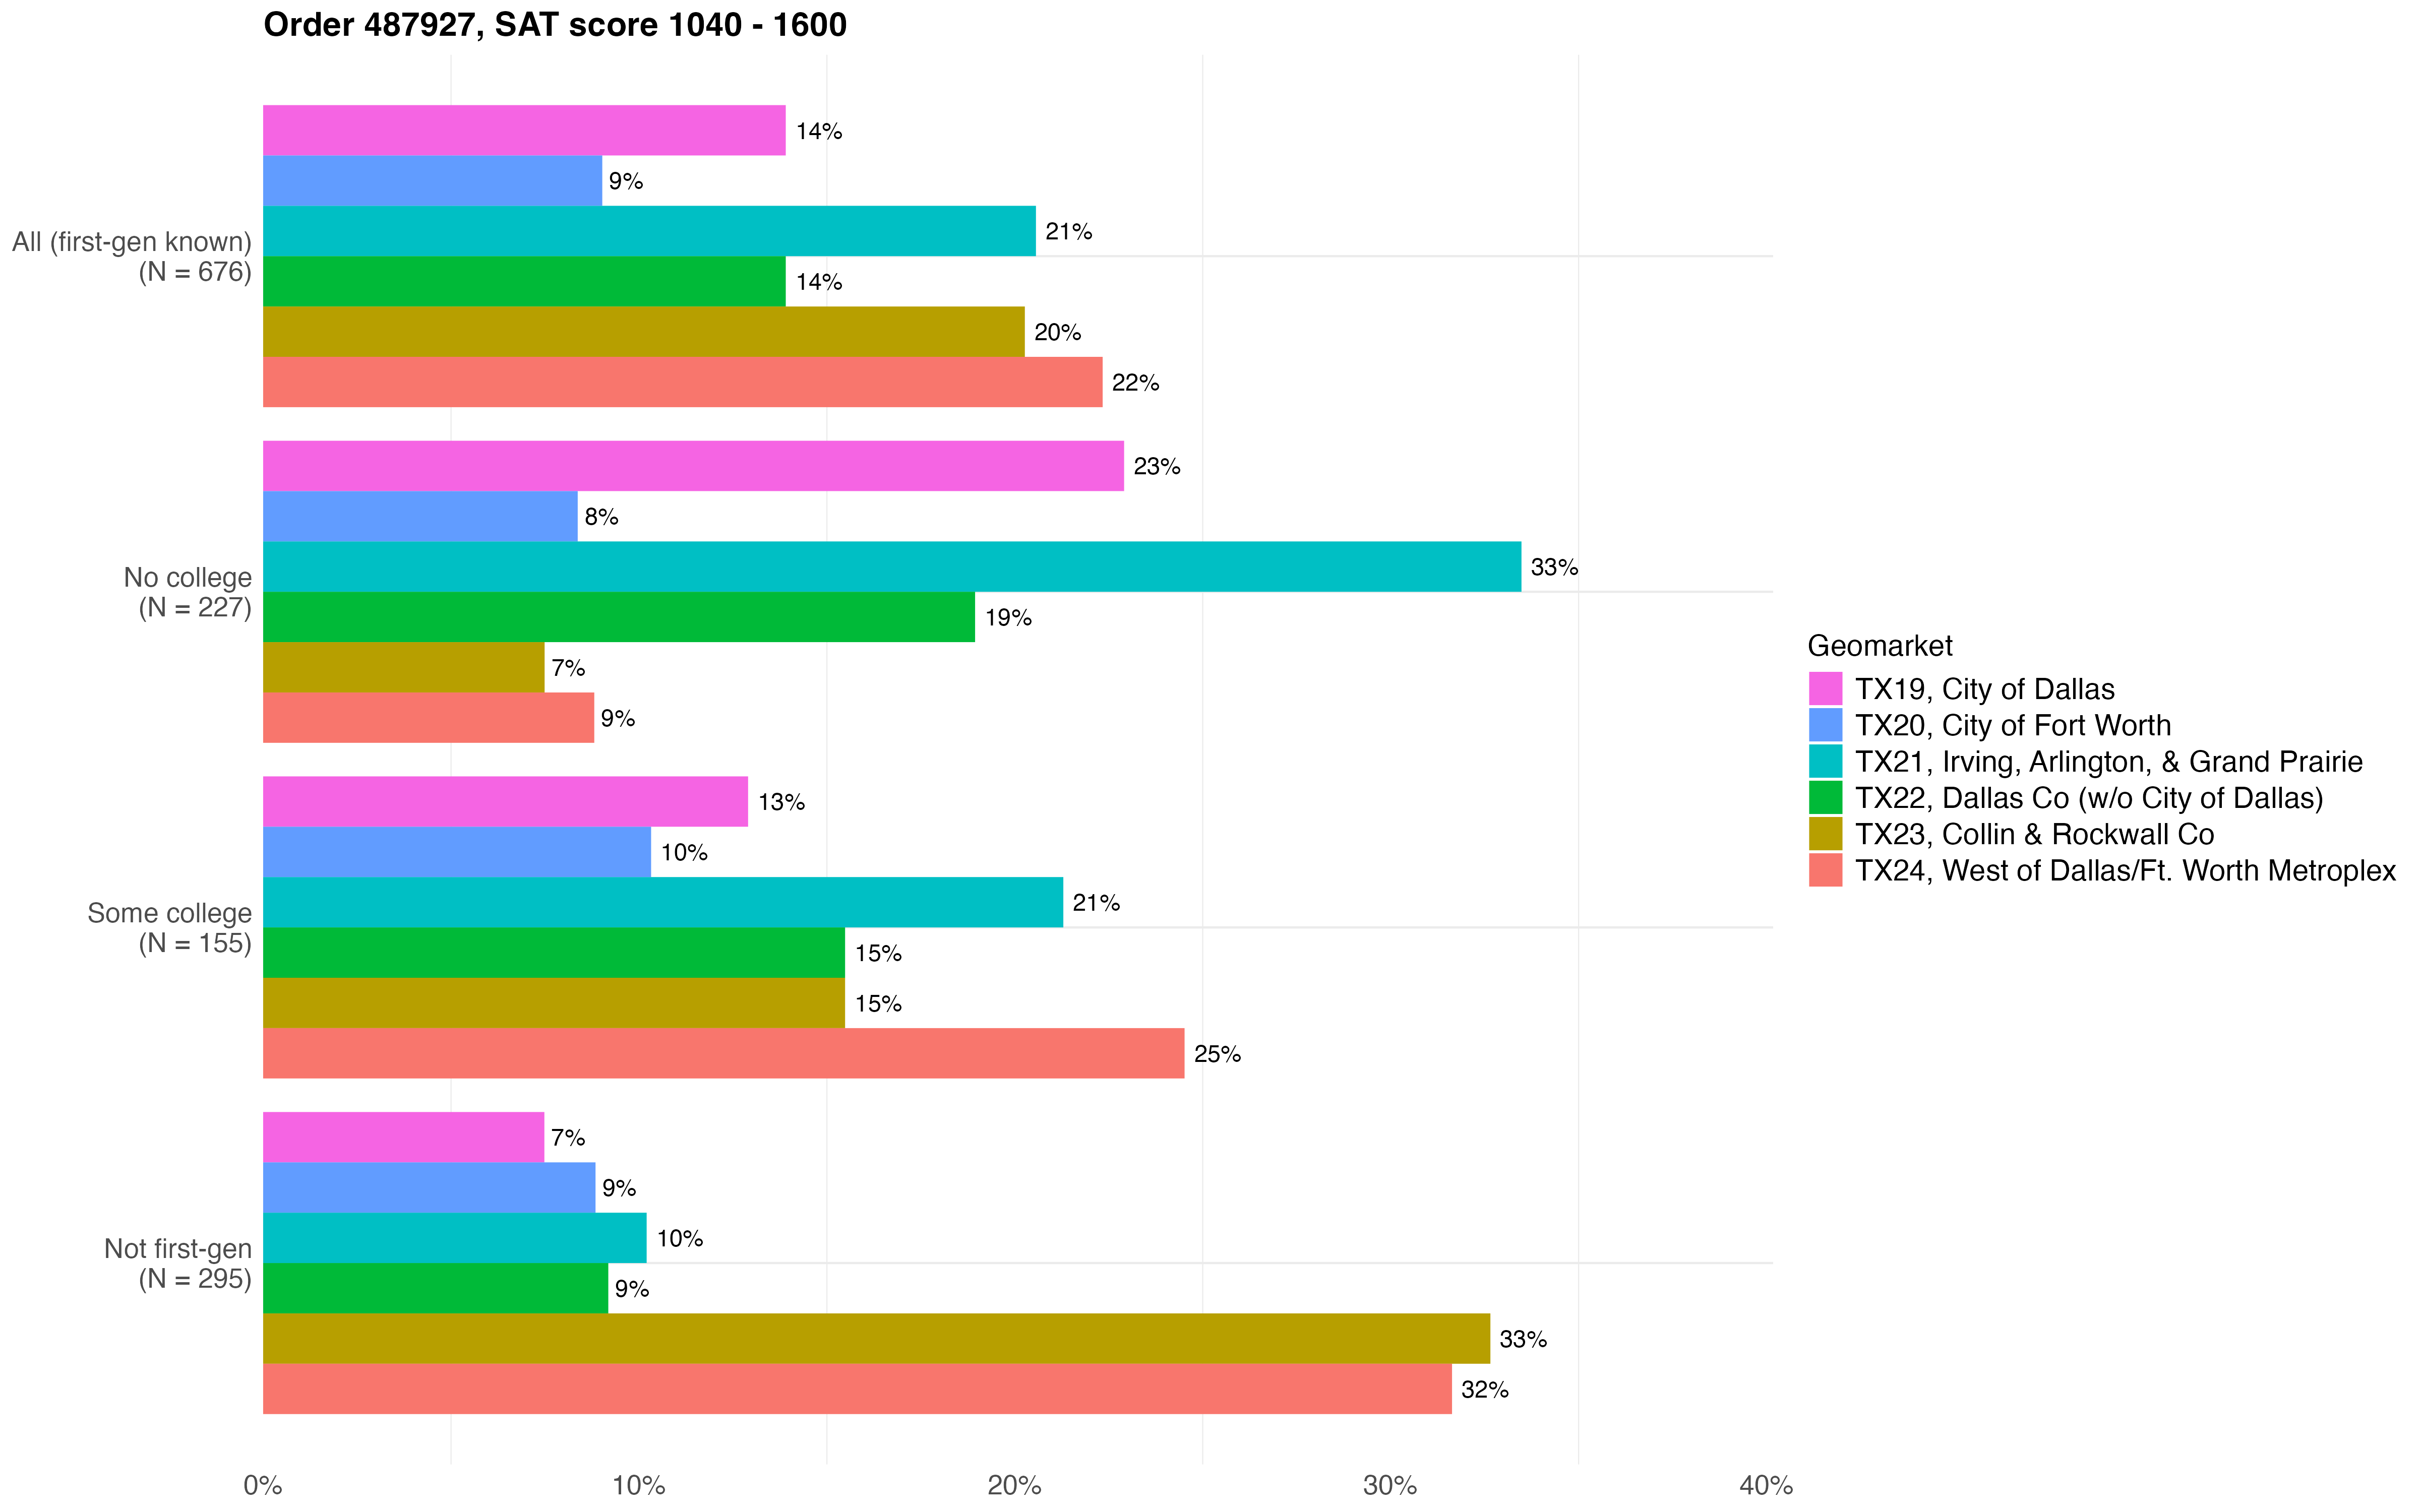 Order 487927, SAT score 1040 - 1600
All (first-gen known)
(N = 676)
14%
9%
21%
14%
20%
22%
No college
(N = 227)
23%
8%
33%
19%
7%
9%
Some college
(N = 155)
13%
10%
21%
15%
15%
25%
Not first-gen
(N = 295)
7%
9%
10%
9%
33%
32%
0%
10%
20%
30%
40%
Geomarket
TX19, City of Dallas
TX20, City of Fort Worth
TX21, Irving, Arlington, & Grand Prairie
TX22, Dallas Co (w/o City of Dallas)
TX23, Collin & Rockwall Co
TX24, West of Dallas/Ft. Worth Metroplex